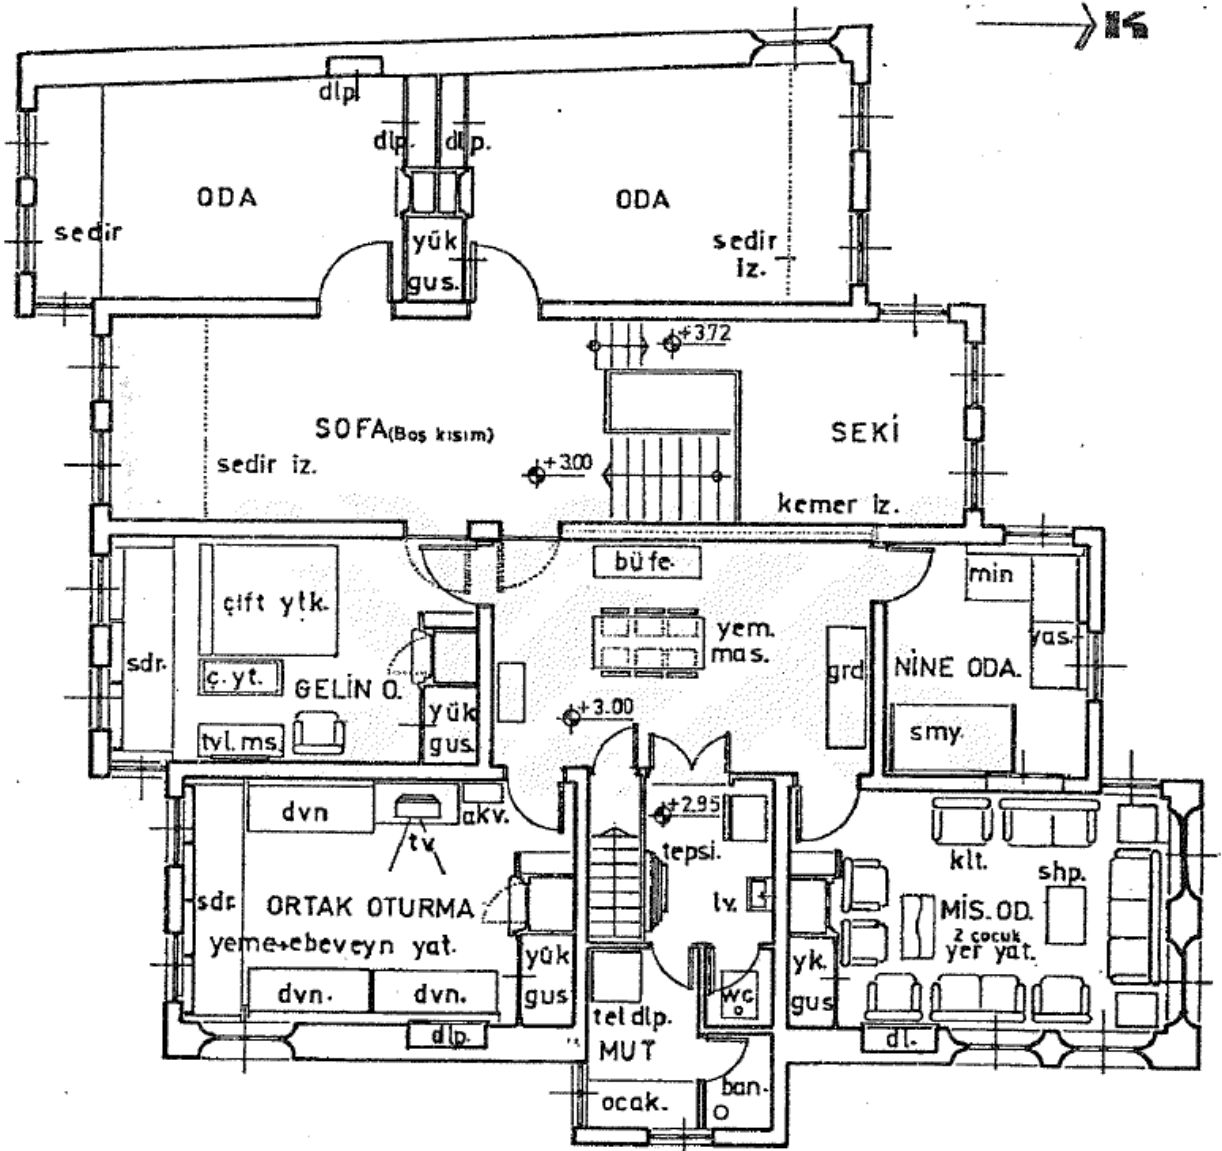 K
dlp.
dlp.
dlp.
ODA
ODA
sedir
yük
gus.
sedir
iz.
+3.72
SOFA(Boş kısım)
SEKİ
sedir iz.
+3.00
kemer iz.
büfe.
min
çift ytk.
yem.
mas.
yas.
sdr.
ç.yt.
GELİN O.
grd
NİNE ODA.
yük
gus.
+3.00
smy.
tvl.ms.
dvn
akv.
tv.
+2.95
tepsi.
klt.
shp.
sdr.
ORTAK OTURMA
yeme+ebeveyn yat.
lv.
MİS.OD.
2 çocuk
yer yat.
dvn.
dvn.
yük
gus
wc
yk.
gus
dlp.
tel dlp.
MUT
dl.
ocak.
ban.